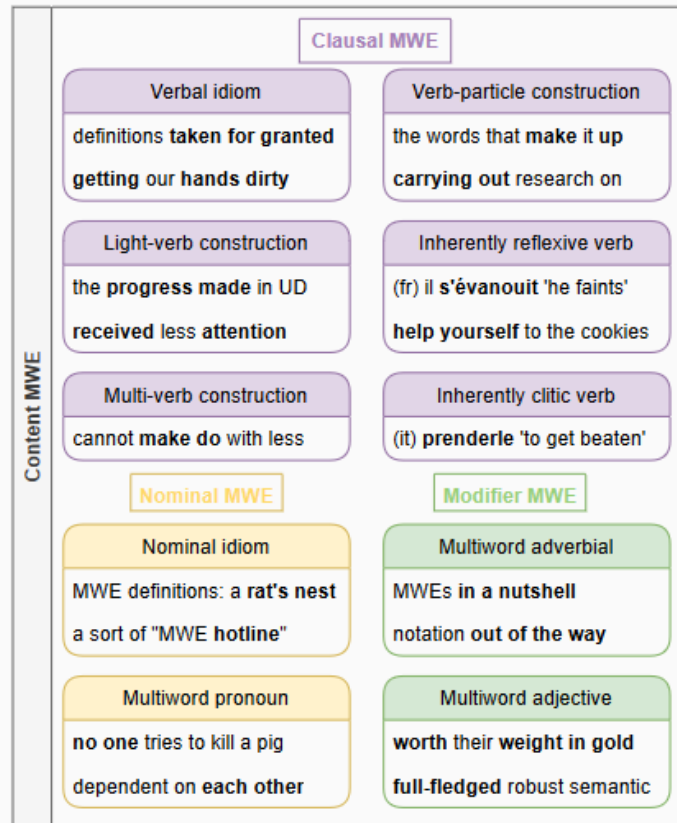 Content MWE
Clausal MWE
Verbal idiom
definitions taken for granted
getting our hands dirty
Verb-particle construction
the words that make it up
carrying out research on
Light-verb construction
the progress made in UD
received less attention
Inherently reflexive verb
(fr) il s'évanouit 'he faints'
help yourself to the cookies
Multi-verb construction
cannot make do with less
Inherently clitic verb
(it) prenderle 'to get beaten'
Nominal MWE
Nominal idiom
MWE definitions: a rat's nest
a sort of "MWE hotline"
Multiword pronoun
no one tries to kill a pig
dependent on each other
Modifier MWE
Multiword adverbial
MWEs in a nutshell
notation out of the way
Multiword adjective
worth their weight in gold
full-fledged robust semantic